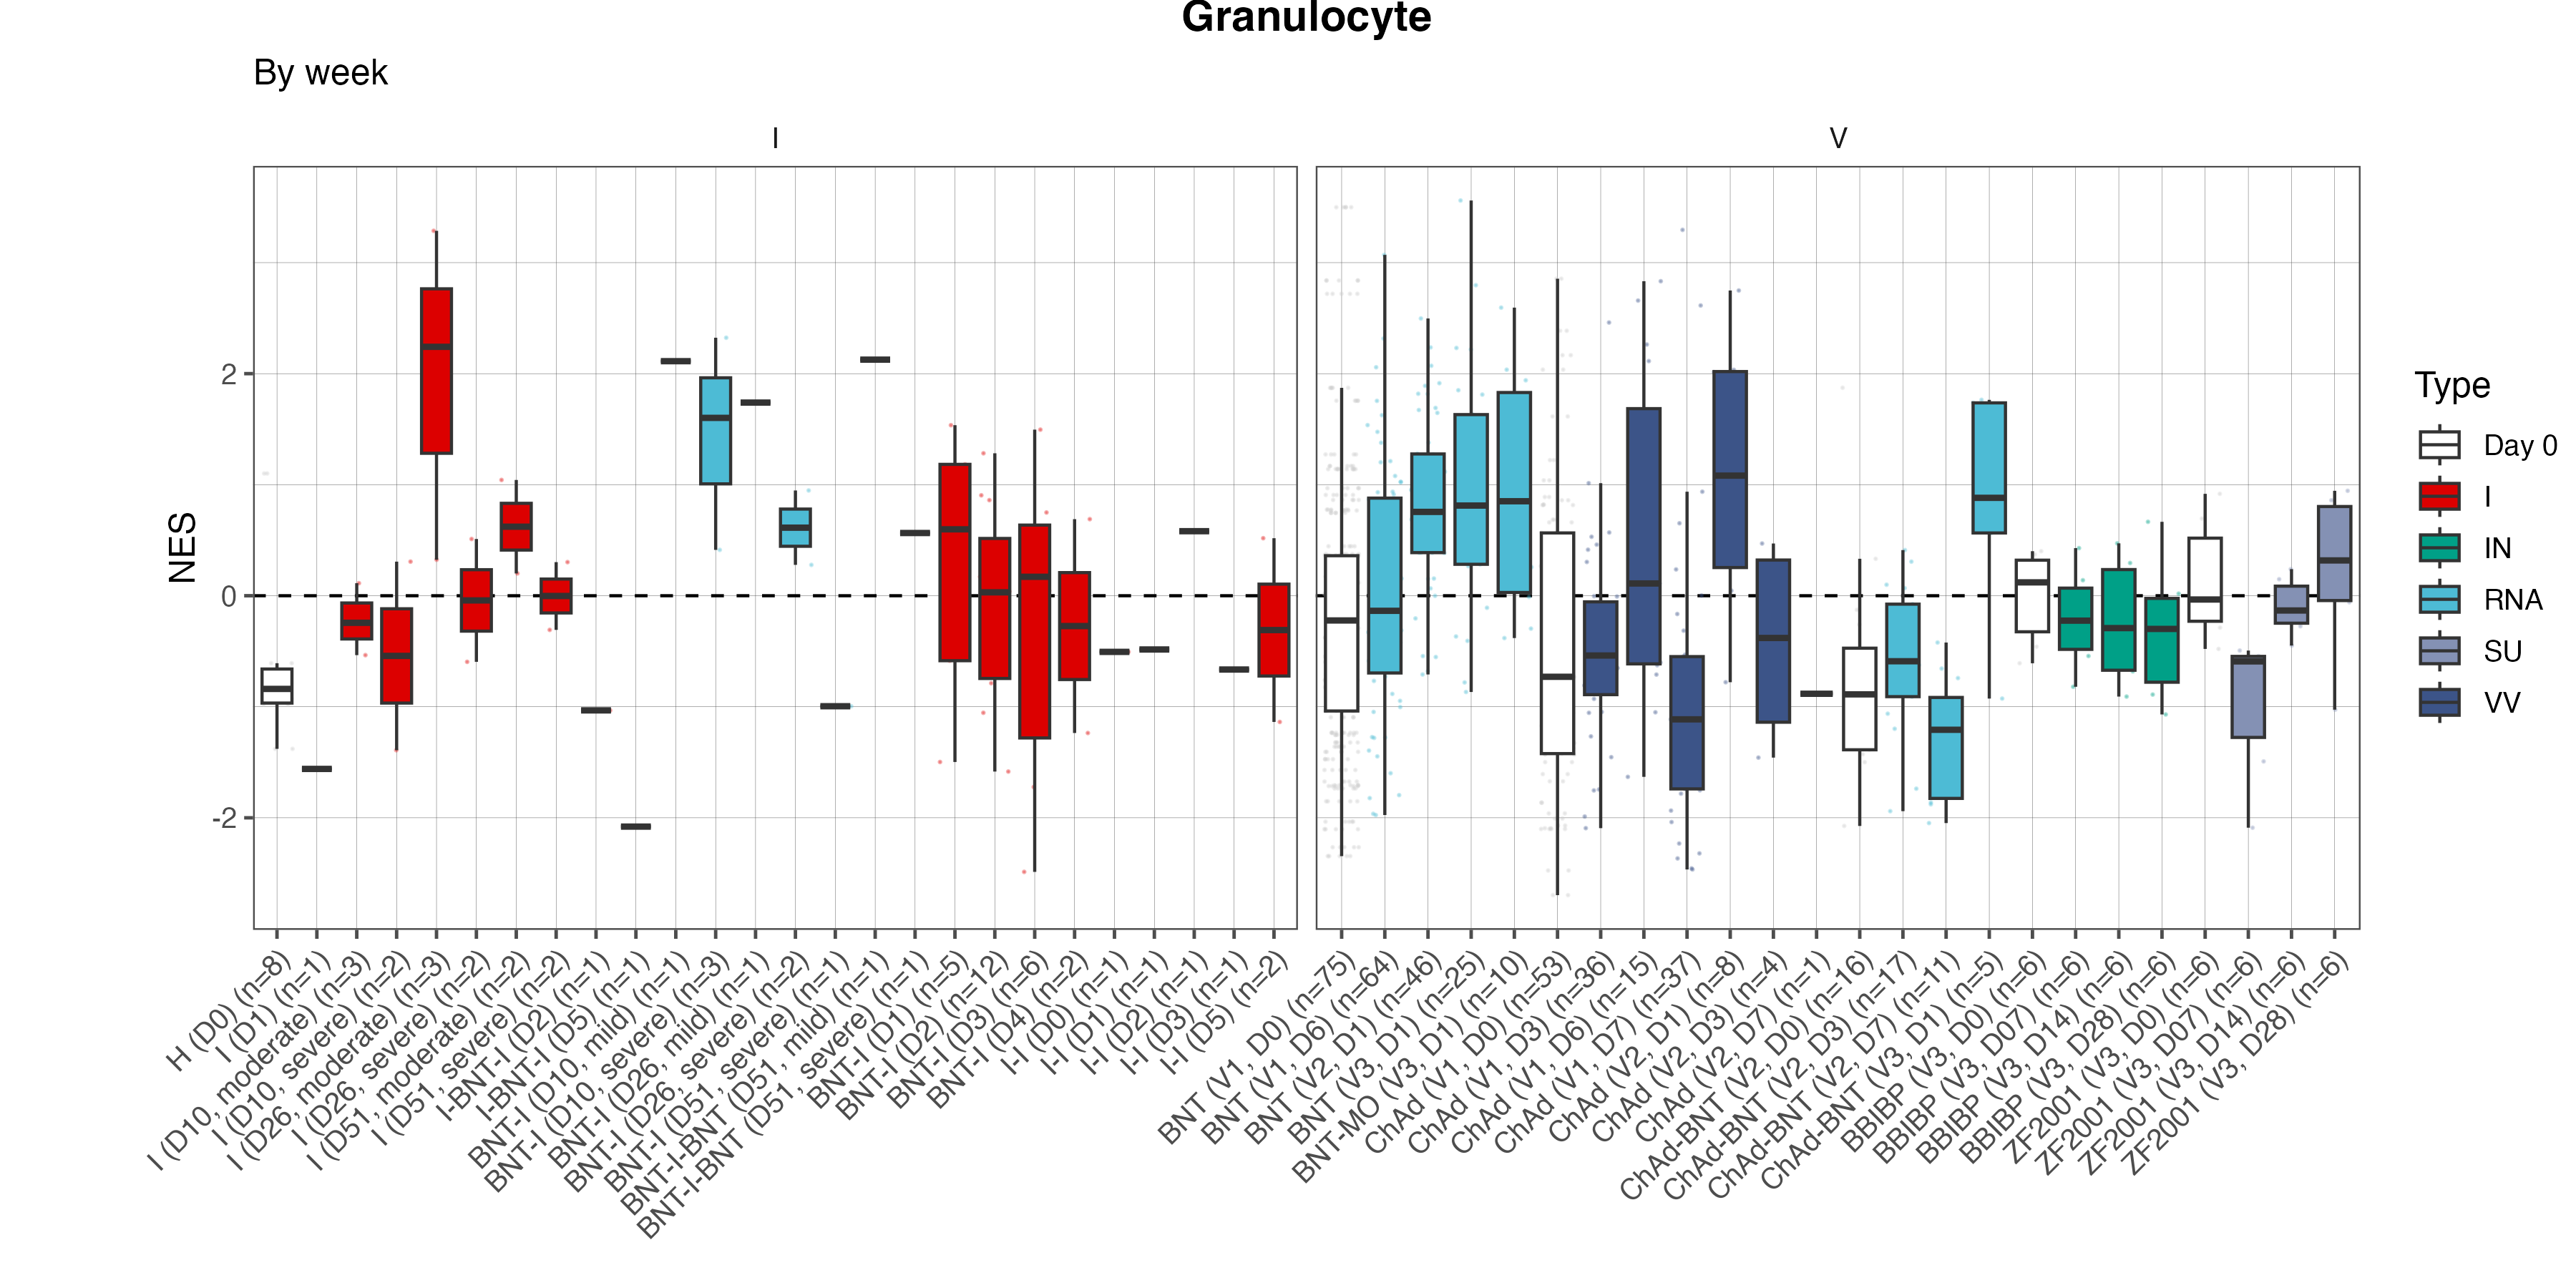 Granulocyte
By week
I
V
NES
2
0
-2
H (D0) (n=8)
I (D1) (n=1)
I (D10, moderate) (n=3)
I (D10, severe) (n=2)
I (D26, moderate) (n=3)
I (D26, severe) (n=2)
I (D51, moderate) (n=2)
I (D51, severe) (n=2)
I-BNT-I (D2) (n=1)
I-BNT-I (D5) (n=1)
BNT-I (D10, mild) (n=1)
BNT-I (D10, severe) (n=3)
BNT-I (D26, mild) (n=1)
BNT-I (D26, severe) (n=2)
BNT-I (D51, severe) (n=1)
BNT-I-BNT (D51, mild) (n=1)
BNT-I-BNT (D51, severe) (n=1)
BNT-I (D1) (n=5)
BNT-I (D2) (n=12)
BNT-I (D3) (n=6)
BNT-I (D4) (n=2)
I-I (D0) (n=1)
I-I (D1) (n=1)
I-I (D2) (n=1)
I-I (D3) (n=1)
I-I (D5) (n=2)
BNT (V1, D0) (n=75)
BNT (V1, D6) (n=64)
BNT (V2, D1) (n=46)
BNT (V3, D1) (n=25)
BNT-MO (V3, D1) (n=10)
ChAd (V1, D0) (n=53)
ChAd (V1, D3) (n=36)
ChAd (V1, D6) (n=15)
ChAd (V1, D7) (n=37)
ChAd (V2, D1) (n=8)
ChAd (V2, D3) (n=4)
ChAd (V2, D7) (n=1)
ChAd-BNT (V2, D0) (n=16)
ChAd-BNT (V2, D3) (n=17)
ChAd-BNT (V2, D7) (n=11)
ChAd-BNT (V3, D1) (n=5)
BBIBP (V3, D0) (n=6)
BBIBP (V3, D07) (n=6)
BBIBP (V3, D14) (n=6)
BBIBP (V3, D28) (n=6)
ZF2001 (V3, D0) (n=6)
ZF2001 (V3, D07) (n=6)
ZF2001 (V3, D14) (n=6)
ZF2001 (V3, D28) (n=6)
Type
Day 0
I
IN
RNA
SU
VV